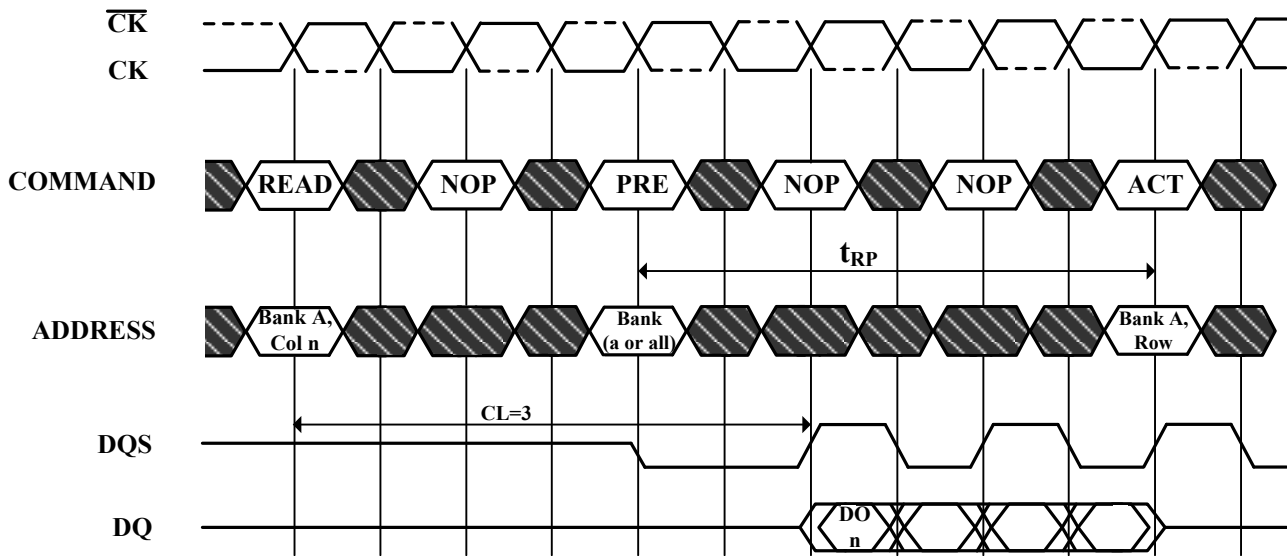 CK
CK
COMMAND READ NOP PRE NOP NOP ACT
tRP
ADDRESS Bank A, Col n Bank (a or all) Bank A, Row
CL=3
DQS
DQ DO n